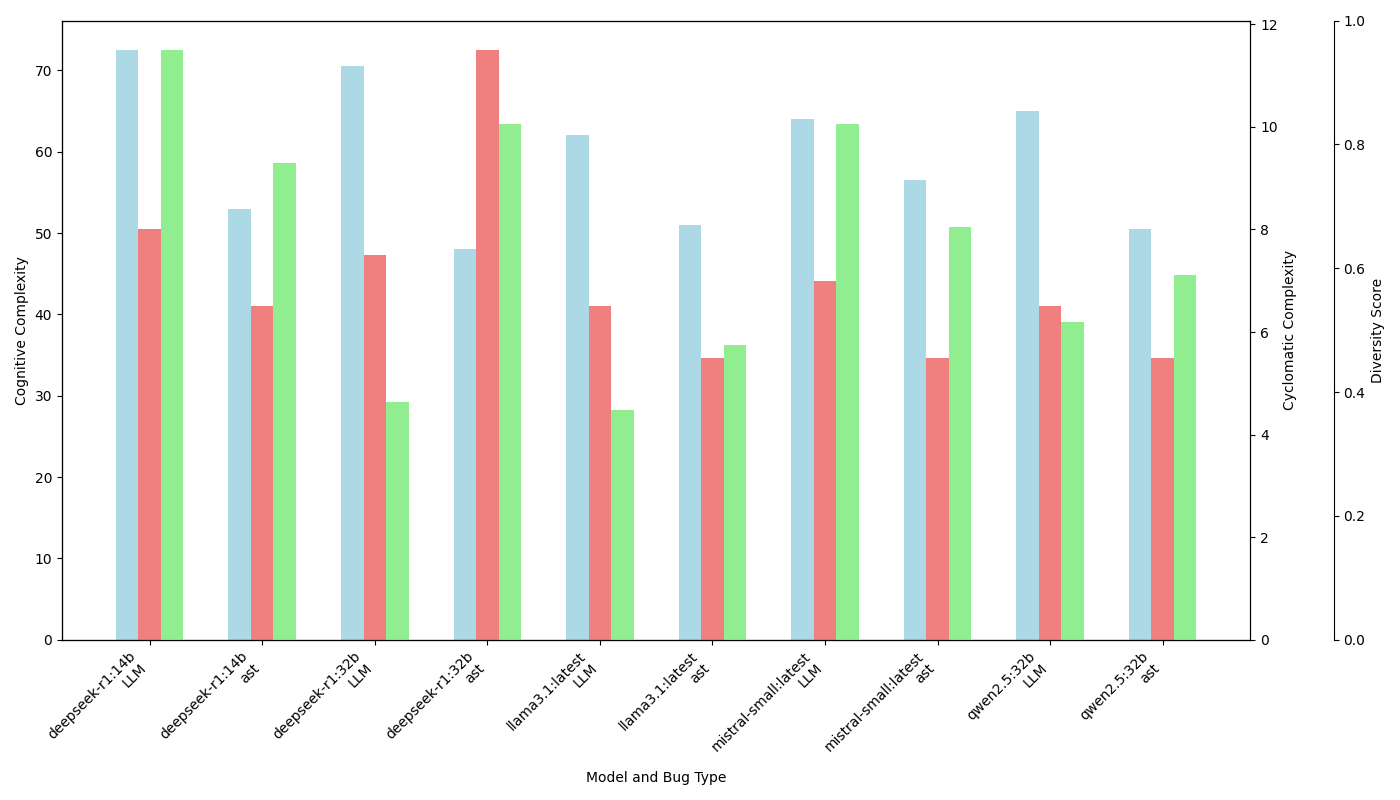 Cognitive Complexity
70
60
50
40
30
20
10
0
12
10
8
6
4
2
0
Cyclomatic Complexity
1.0
0.8
0.6
0.4
0.2
0.0
Diversity Score
deepseek-r1:14b
LLM
deepseek-r1:14b
ast
deepseek-r1:32b
LLM
deepseek-r1:32b
ast
llama3.1:latest
LLM
llama3.1:latest
ast
mistral-small:latest
LLM
mistral-small:latest
ast
qwen2.5:32b
LLM
qwen2.5:32b
ast
Model and Bug Type